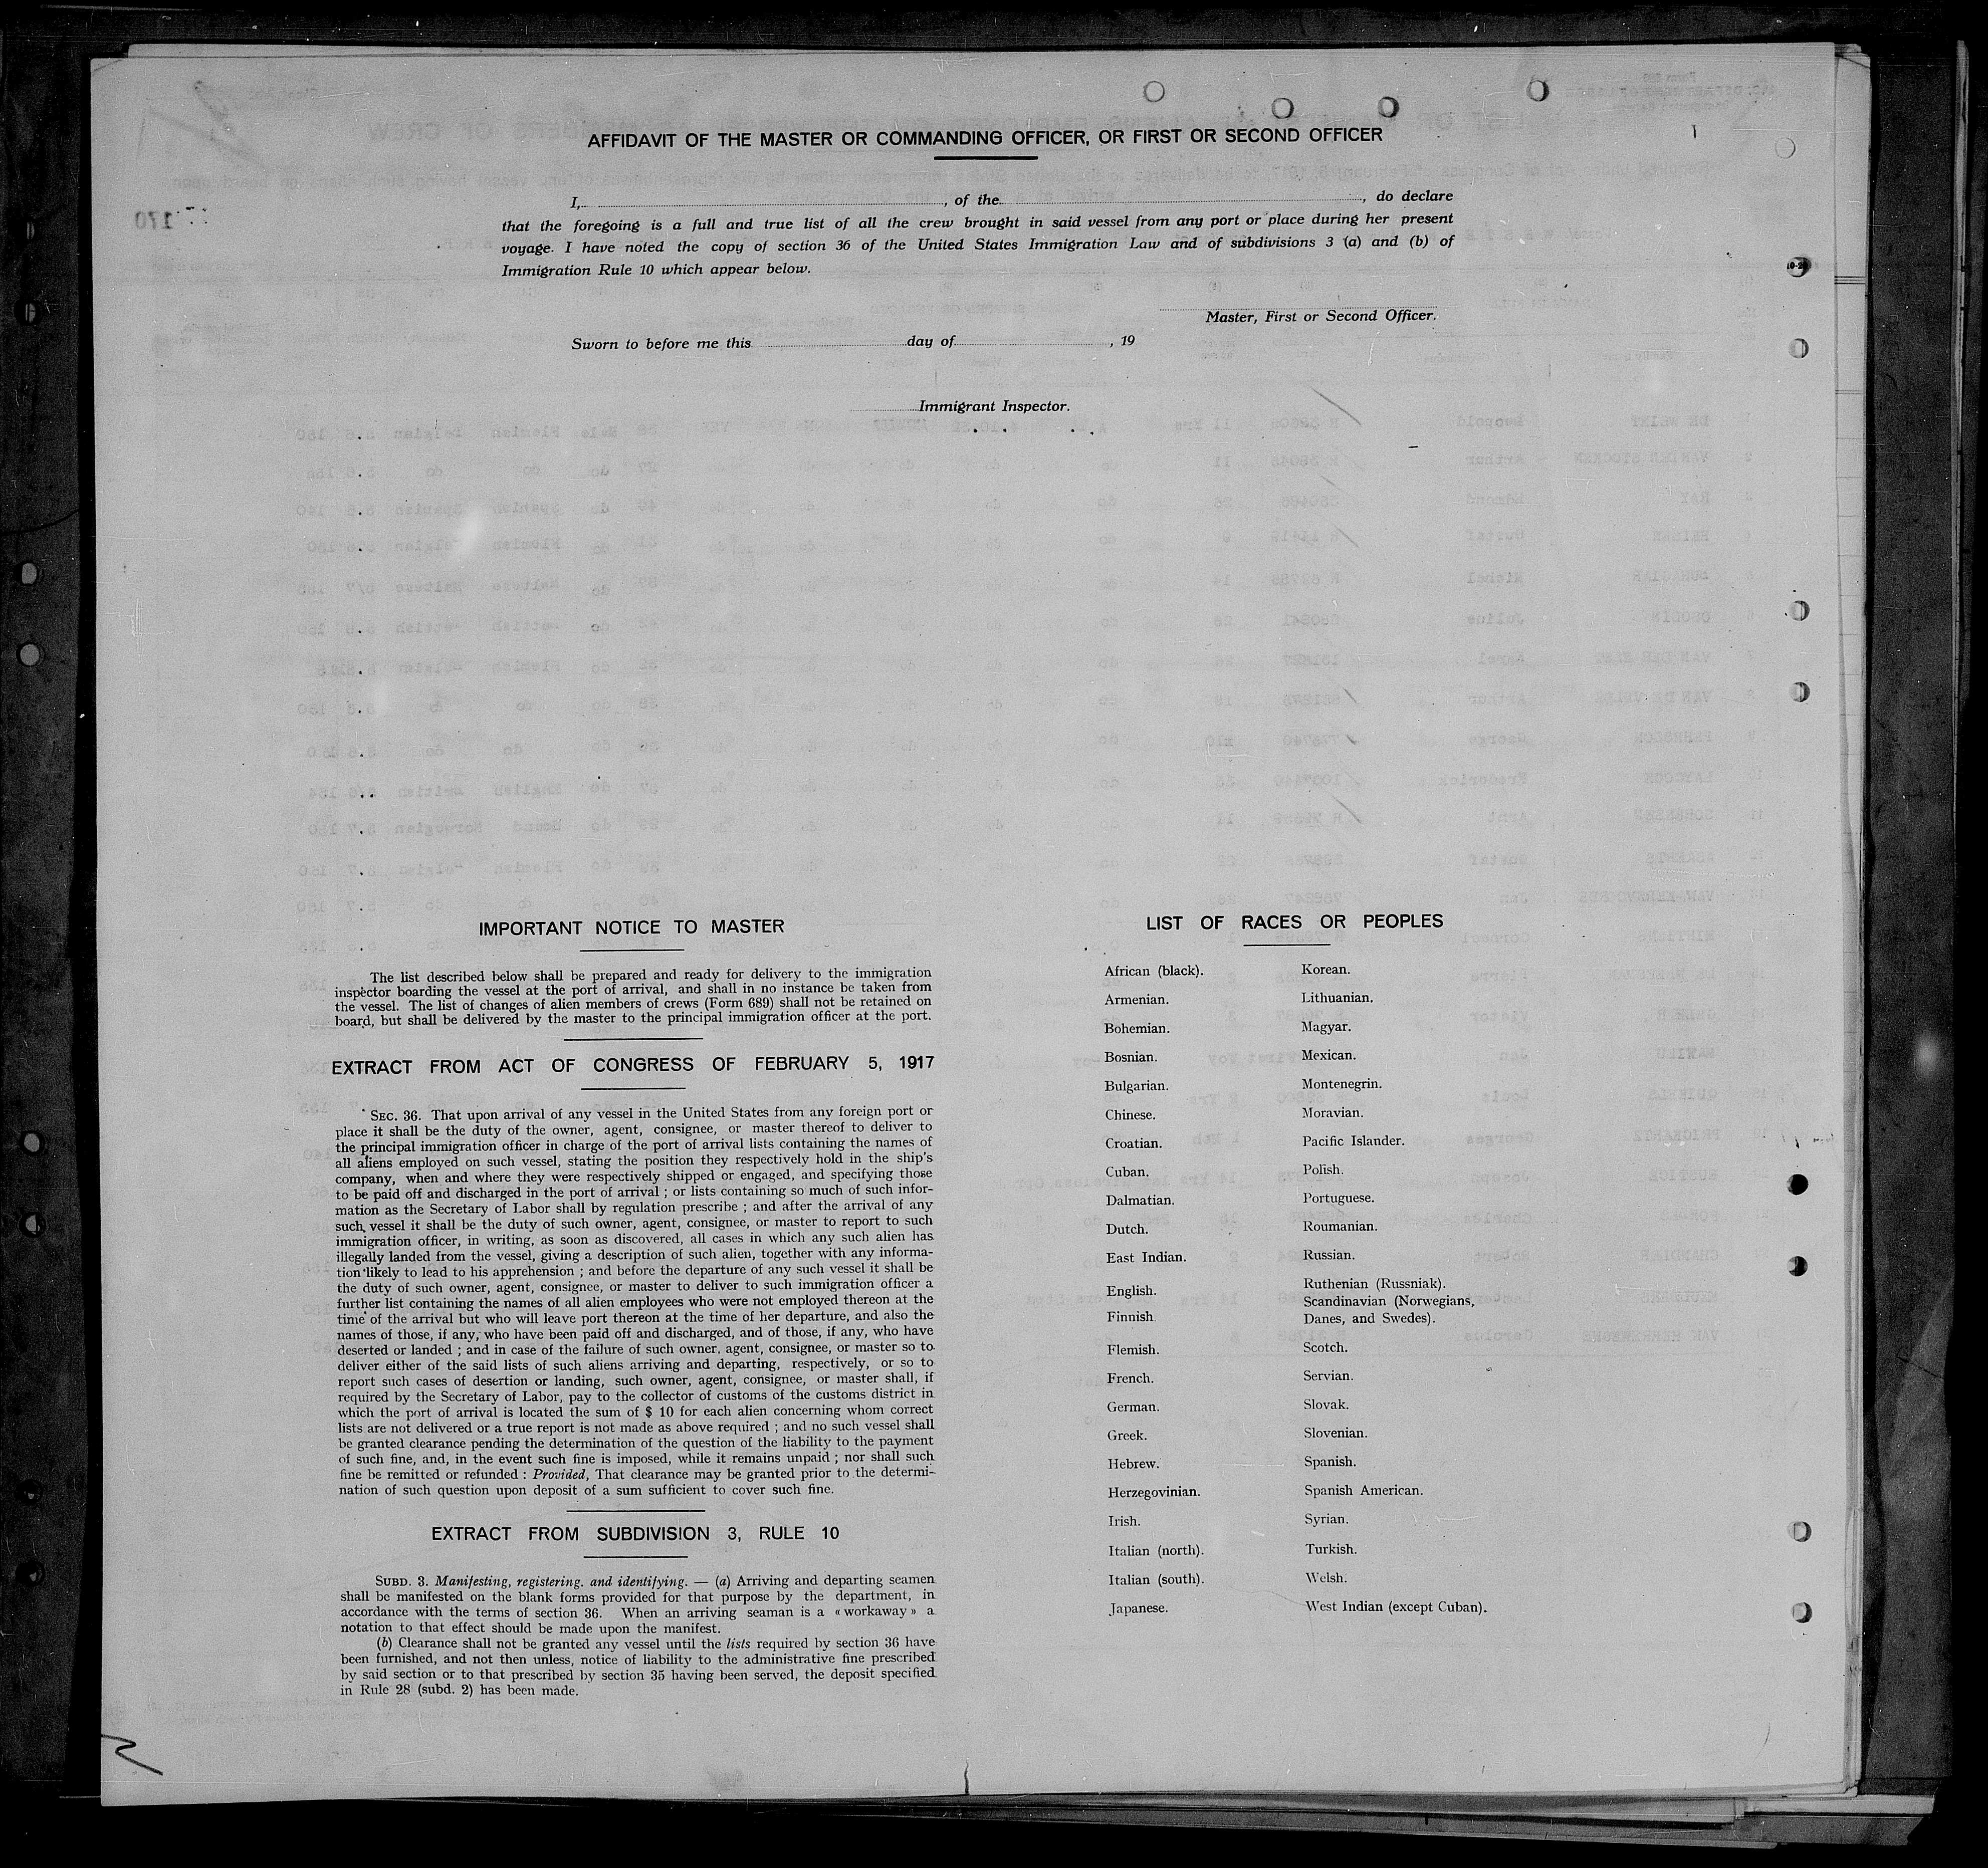 AFFIDAVIT OF THE MASTER OR COMMANDING OFFICER, OR FIRST OR SECOND OFFICER
I, , of the , do declare
that the foregoing is a full and true list of all the crew brought in said vessel from any port or place during her present
voyage. I have noted the copy of section 36 of the United States Immigration Law and of subdivisions 3 (a) and (b) of
Immigration Rule 10 which appear below.
Master, First or Second Officer.
Sworn to before me this day of , 19
Immigrant Inspector.
IMPORTANT NOTICE TO MASTER
The list described below shall be prepared and ready for delivery to the immigration
inspector boarding the vessel at the port of arrival, and shall in no instance be taken from
the vessel. The list of changes of alien members of crews (Form 689) shall not be retained on
board, but shall be delivered by the master to the principal immigration officer at the port.
EXTRACT FROM ACT OF CONGRESS OF FEBRUARY 5, 1917
SEC. 36. That upon arrival of any vessel in the United States from any foreign port or
place it shall be the duty of the owner, agent, consignee, or master thereof to deliver to
the principal immigration officer in charge of the port of arrival lists containing the names of
all aliens employed on such vessel, stating the position they respectively hold in the ship's
company, when and where they were respectively shipped or engaged, and specifying those
to be paid off and discharged in the port of arrival ; or lists containing so much of such infor-
mation as the Secretary of Labor shall by regulation prescribe ; and after the arrival of any
such vessel it shall be the duty of such owner, agent, consignee, or master to report to such
immigration officer, in writing, as soon as discovered, all cases in which any such alien has
illegally landed from the vessel, giving a description of such alien, together with any informa-
tion likely to lead to his apprehension ; and before the departure of any such vessel it shall be
the duty of such owner, agent, consignee, or master to deliver to such immigration officer a
further list containing the names of all alien employees who were not employed thereon at the
time of the arrival but who will leave port thereon at the time of her departure, and also the
names of those, if any, who have been paid off and discharged, and of those, if any, who have
deserted or landed ; and in case of the failure of such owner, agent, consignee, or master so to
deliver either of the said lists of such aliens arriving and departing, respectively, or so to
report such cases of desertion or landing, such owner, agent, consignee, or master shall, if
required by the Secretary of Labor, pay to the collector of customs of the customs district in
which the port of arrival is located the sum of $ 10 for each alien concerning whom correct
lists are not delivered or a true report is not made as above required ; and no such vessel shall
be granted clearance pending the determination of the question of the liability to the payment
of such fine, and, in the event such fine is imposed, while it remains unpaid ; nor shall such
fine be remitted or refunded : Provided, That clearance may be granted prior to the determi-
nation of such question upon deposit of a sum sufficient to cover such fine.
EXTRACT FROM SUBDIVISION 3, RULE 10
SUBD. 3. Manifesting, registering. and identifying. — (a) Arriving and departing seamen
shall be manifested on the blank forms provided for that purpose by the department, in
accordance with the terms of section 36. When an arriving seaman is a « workaway » a
notation to that effect should be made upon the manifest.
(b) Clearance shall not be granted any vessel until the lists required by section 36 have
been furnished, and not then unless, notice of liability to the administrative fine prescribed
by said section or to that prescribed by section 35 having been served, the deposit specified
in Rule 28 (subd. 2) has been made.
LIST OF RACES OR PEOPLES
African (black).
Armenian.
Bohemian.
Bosnian.
Bulgarian.
Chinese.
Croatian.
Cuban.
Dalmatian.
Dutch.
East Indian.
English.
Finnish
Flemish.
French.
German.
Greek.
Hebrew.
Herzegovinian.
Irish.
Italian (north).
Italian (south).
Japanese.
Korean.
Lithuanian.
Magyar.
Mexican.
Montenegrin.
Moravian.
Pacific Islander.
Polish.
Portuguese.
Roumanian.
Russian.
Ruthenian (Russniak).
Scandinavian (Norwegians,
Danes, and Swedes).
Scotch.
Servian.
Slovak.
Slovenian.
Spanish.
Spanish American.
Syrian.
Turkish.
Welsh.
West Indian (except Cuban).